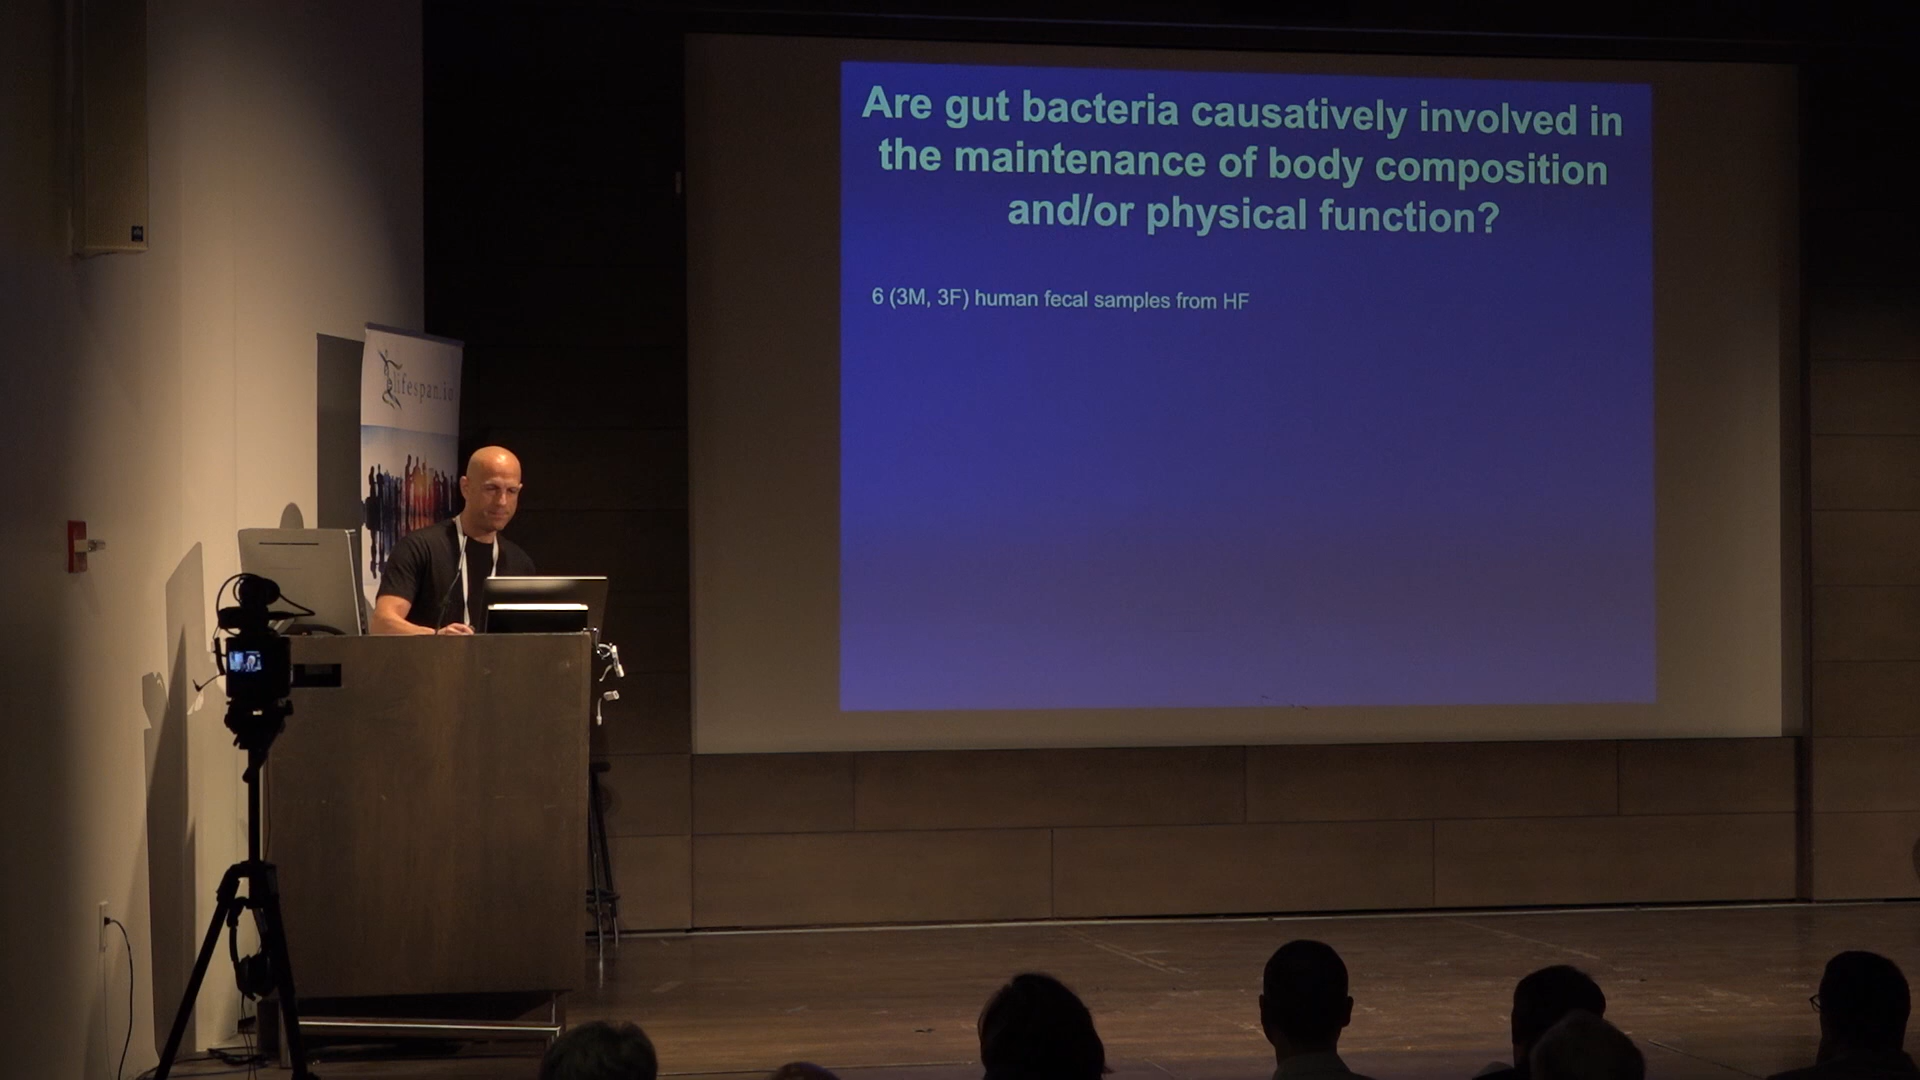 Are gut bacteria causatively involved in
the maintenance of body composition
and/or physical function?
6 (3M, 3F) human fecal samples from HF
lifespan.io